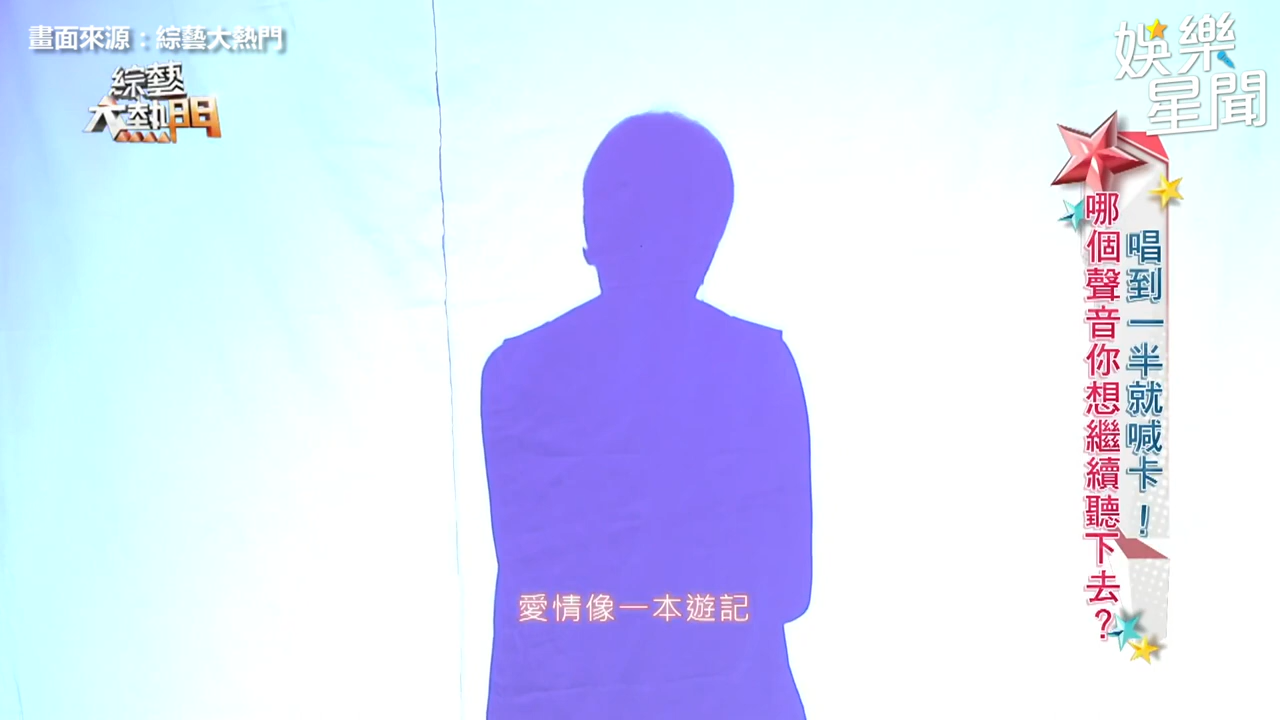 畫面來源：綜藝大熱門
綜藝
大熱門
娛樂
星聞
唱到一半就喊卡！
哪個聲音你想繼續聽下去？
愛情像一本遊記